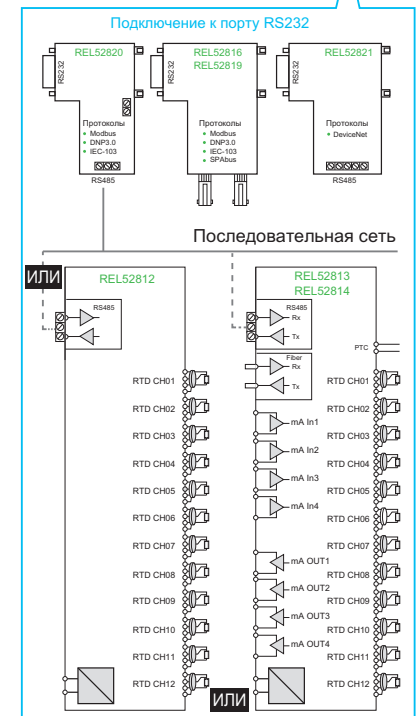 Подключение к порту RS232
REL52820
RS232
Протоколы
• Modbus
• DNP3.0
• IEC-103
RS485
REL52816
REL52819
RS232
Протоколы
• Modbus
• DNP3.0
• IEC-103
• SPAbus
REL52821
RS232
Протоколы
• DeviceNet
RS485
Последовательная сеть
ИЛИ
REL52812
RS485
RTD CH01
RTD CH02
RTD CH03
RTD CH04
RTD CH05
RTD CH06
RTD CH07
RTD CH08
RTD CH09
RTD CH10
RTD CH11
RTD CH12
ИЛИ
REL52813
REL52814
RS485
Rx
Tx
Fiber
Rx
Tx
mA In1
mA In2
mA In3
mA In4
mA OUT1
mA OUT2
mA OUT3
mA OUT4
PTC
RTD CH01
RTD CH02
RTD CH03
RTD CH04
RTD CH05
RTD CH06
RTD CH07
RTD CH08
RTD CH09
RTD CH10
RTD CH11
RTD CH12